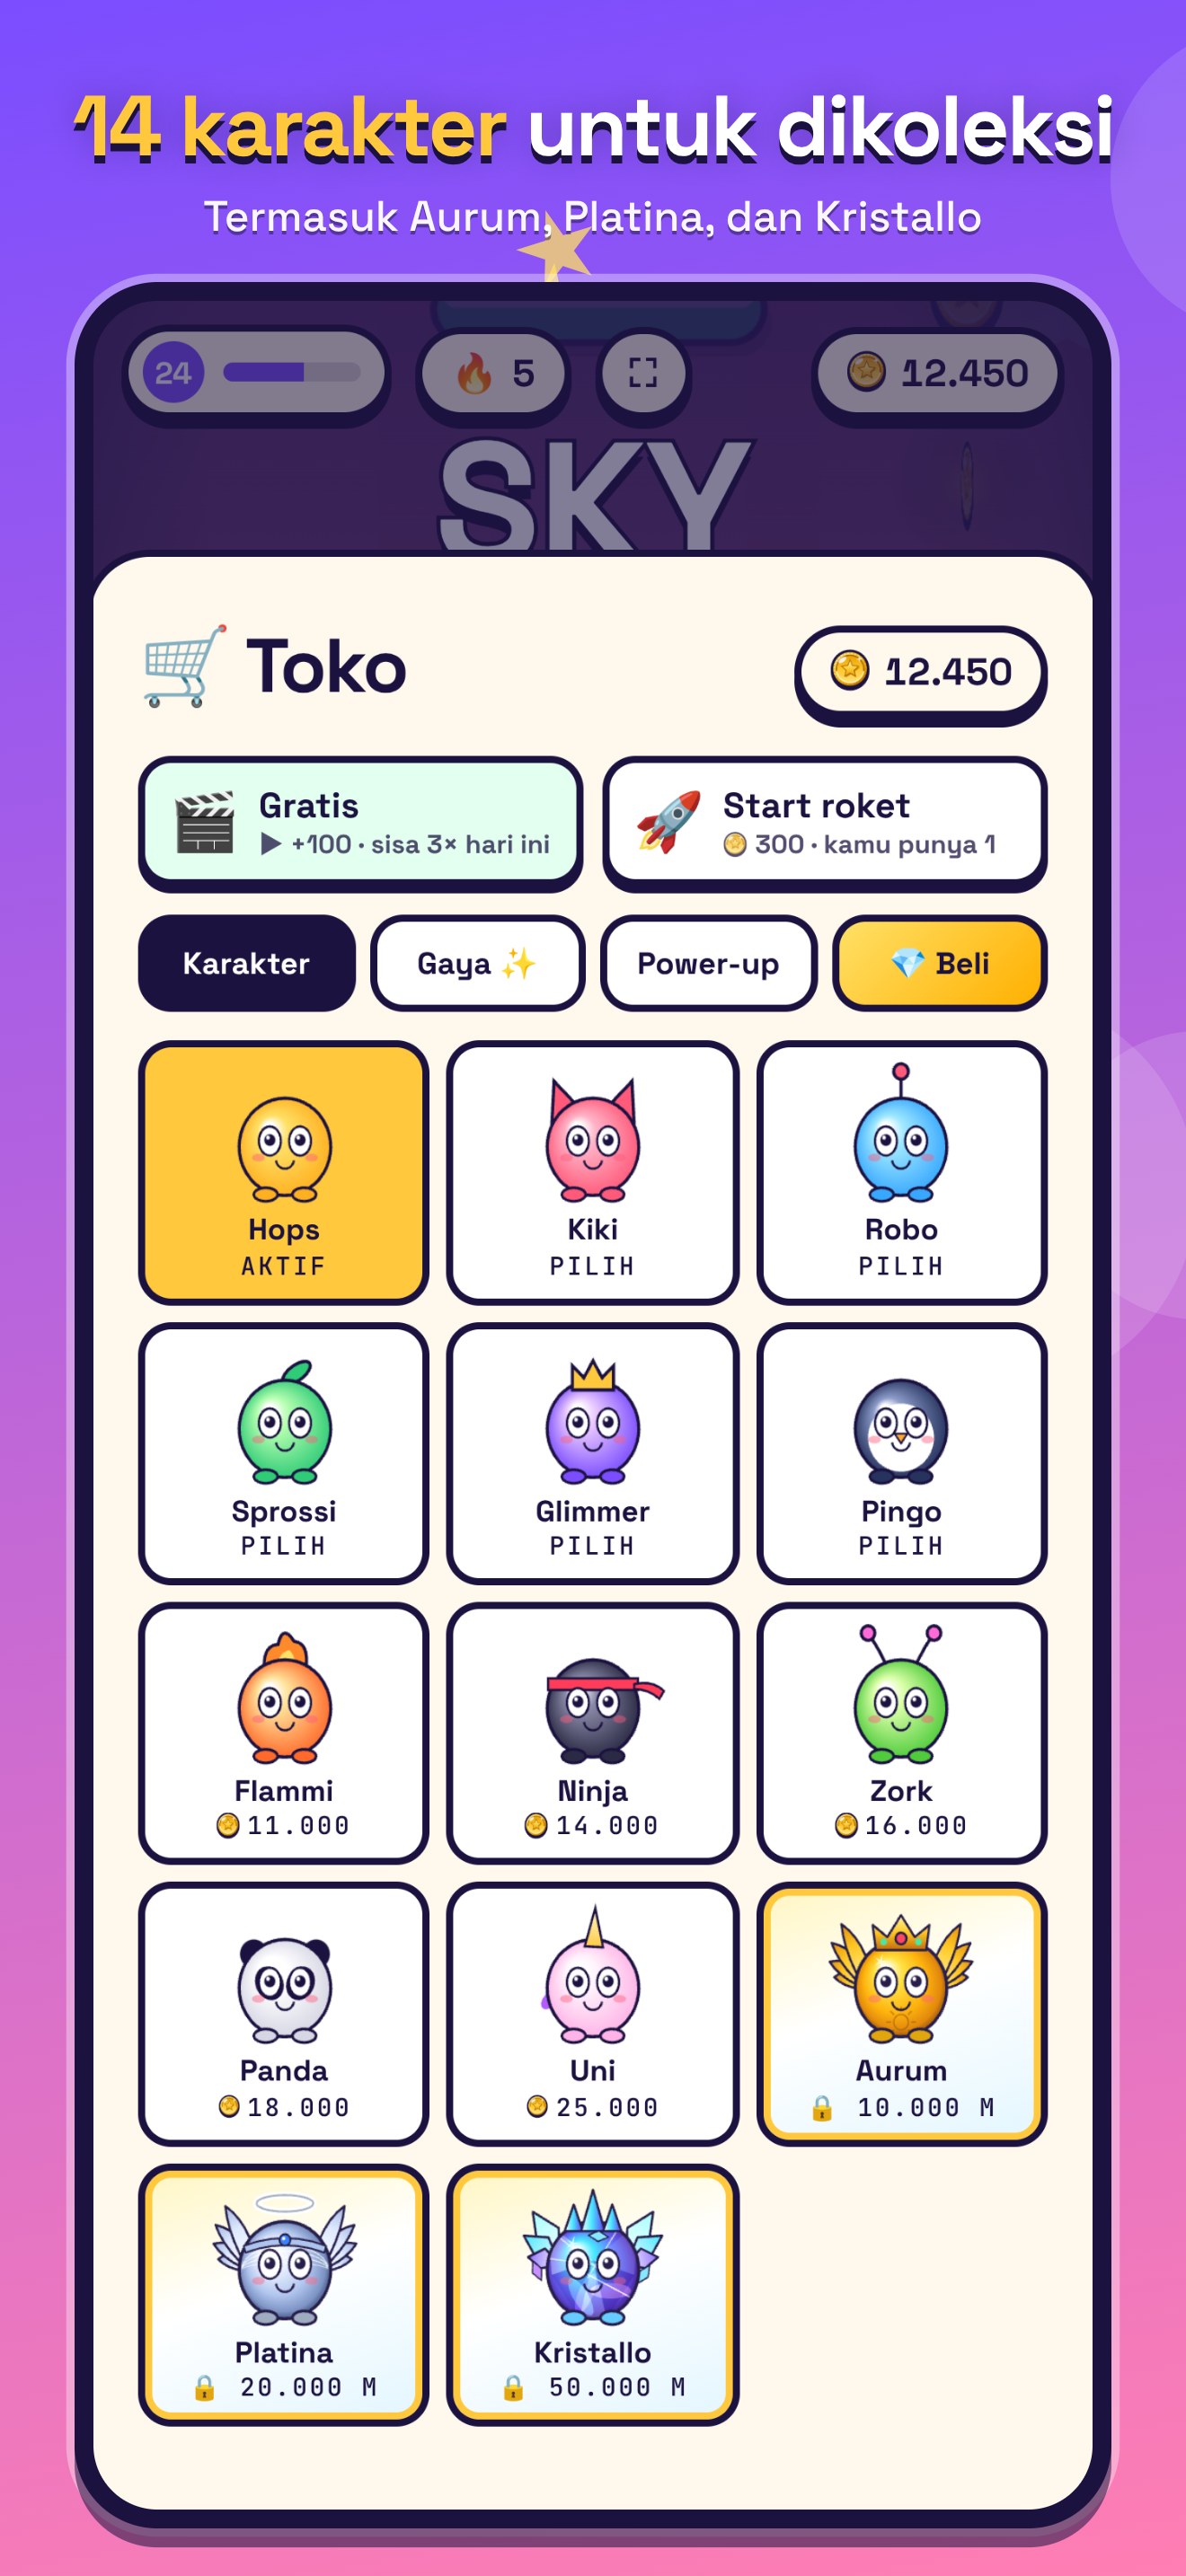 14 karakter untuk dikoleksi
Termasuk Aurum, Platina, dan Kristallo
24 5 12.450
SKY
Toko 12.450
Gratis
+100 · sisa 3× hari ini
Start roket
300 · kamu punya 1
Karakter Gaya Power-up Beli
Hops Kiki Robo
AKTIF PILIH PILIH
Sprossi Glimmer Pingo
PILIH PILIH PILIH
Flammi Ninja Zork
11.000 14.000 16.000
Panda Uni Aurum
18.000 25.000 10.000 M
Platina Kristallo
20.000 M 50.000 M